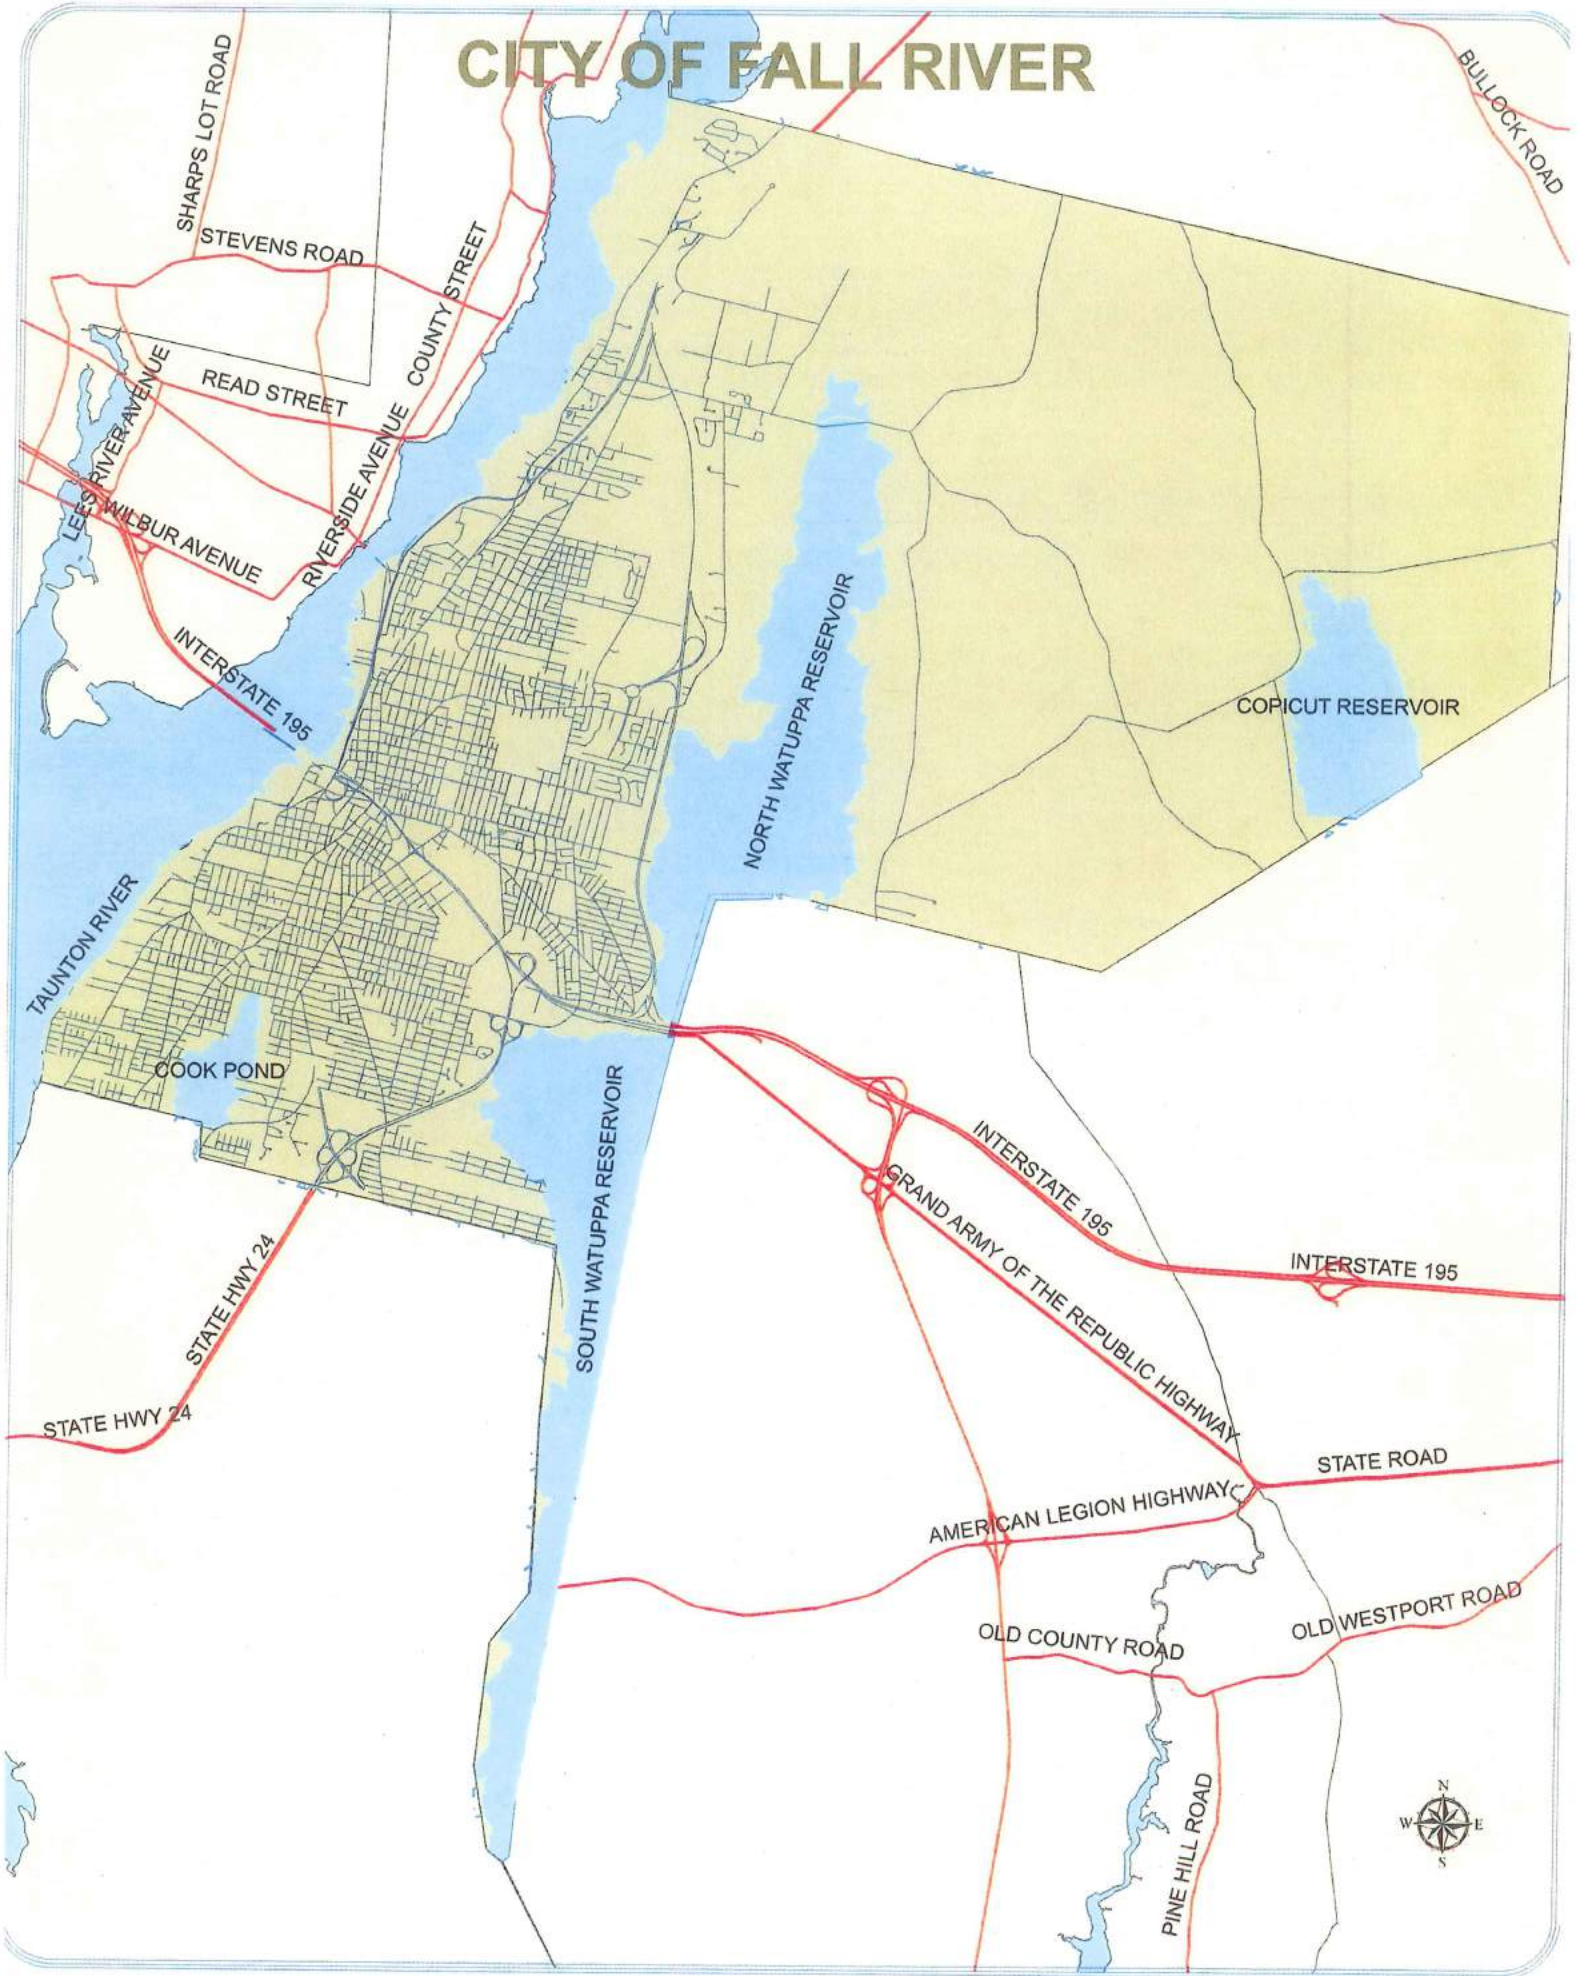 CITY OF FALL RIVER
SHARPS LOT ROAD
BULLOCK ROAD
STEVENS ROAD
COUNTY STREET
READ STREET
LEES RIVER AVENUE
RIVERSIDE AVENUE
WILBUR AVENUE
INTERSTATE 195
NORTH WATUPPA RESERVOIR
COPICUT RESERVOIR
TAUNTON RIVER
COOK POND
SOUTH WATUPPA RESERVOIR
INTERSTATE 195
GRAND ARMY OF THE REPUBLIC HIGHWAY
INTERSTATE 195
STATE HWY 24
STATE HWY 24
STATE ROAD
AMERICAN LEGION HIGHWAY
OLD COUNTY ROAD
OLD WESTPORT ROAD
PINE HILL ROAD
N
W E
S